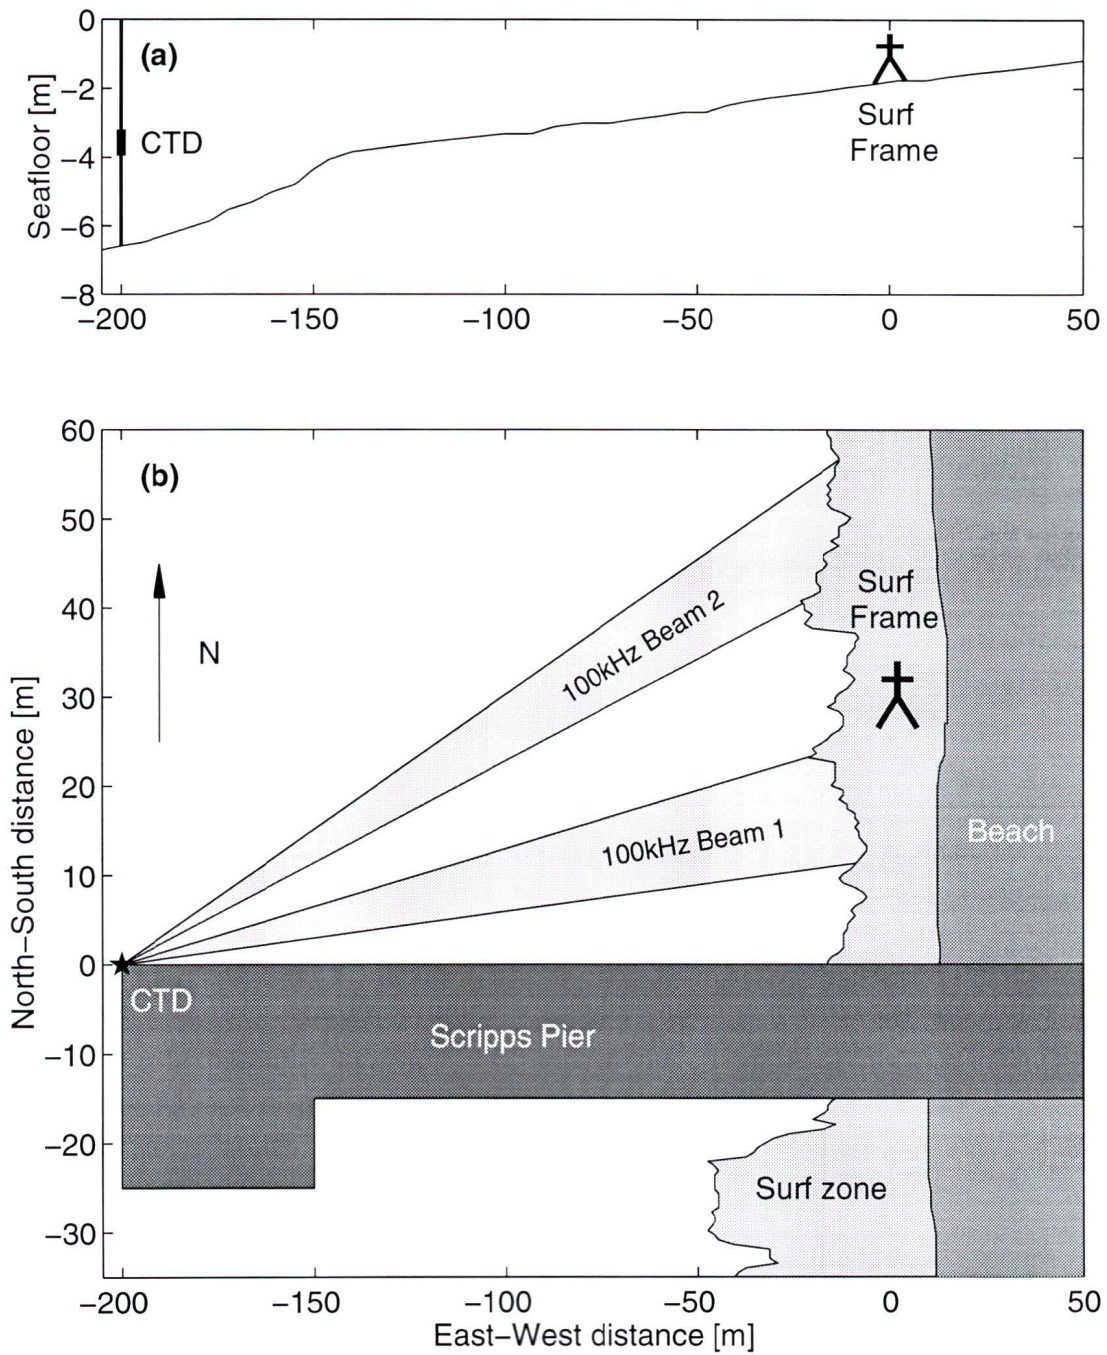 0
−2
−4
−6
−8
Seafloor [m]
(a)
CTD
Surf
Frame
−200 −150 −100 −50 0 50
60
50
40
30
20
10
0
−10
−20
−30
North−South distance [m]
(b)
N
100kHz Beam 2
Surf
Frame
100kHz Beam 1
Beach
CTD
Scripps Pier
Surf zone
−200 −150 −100 −50 0 50
East−West distance [m]